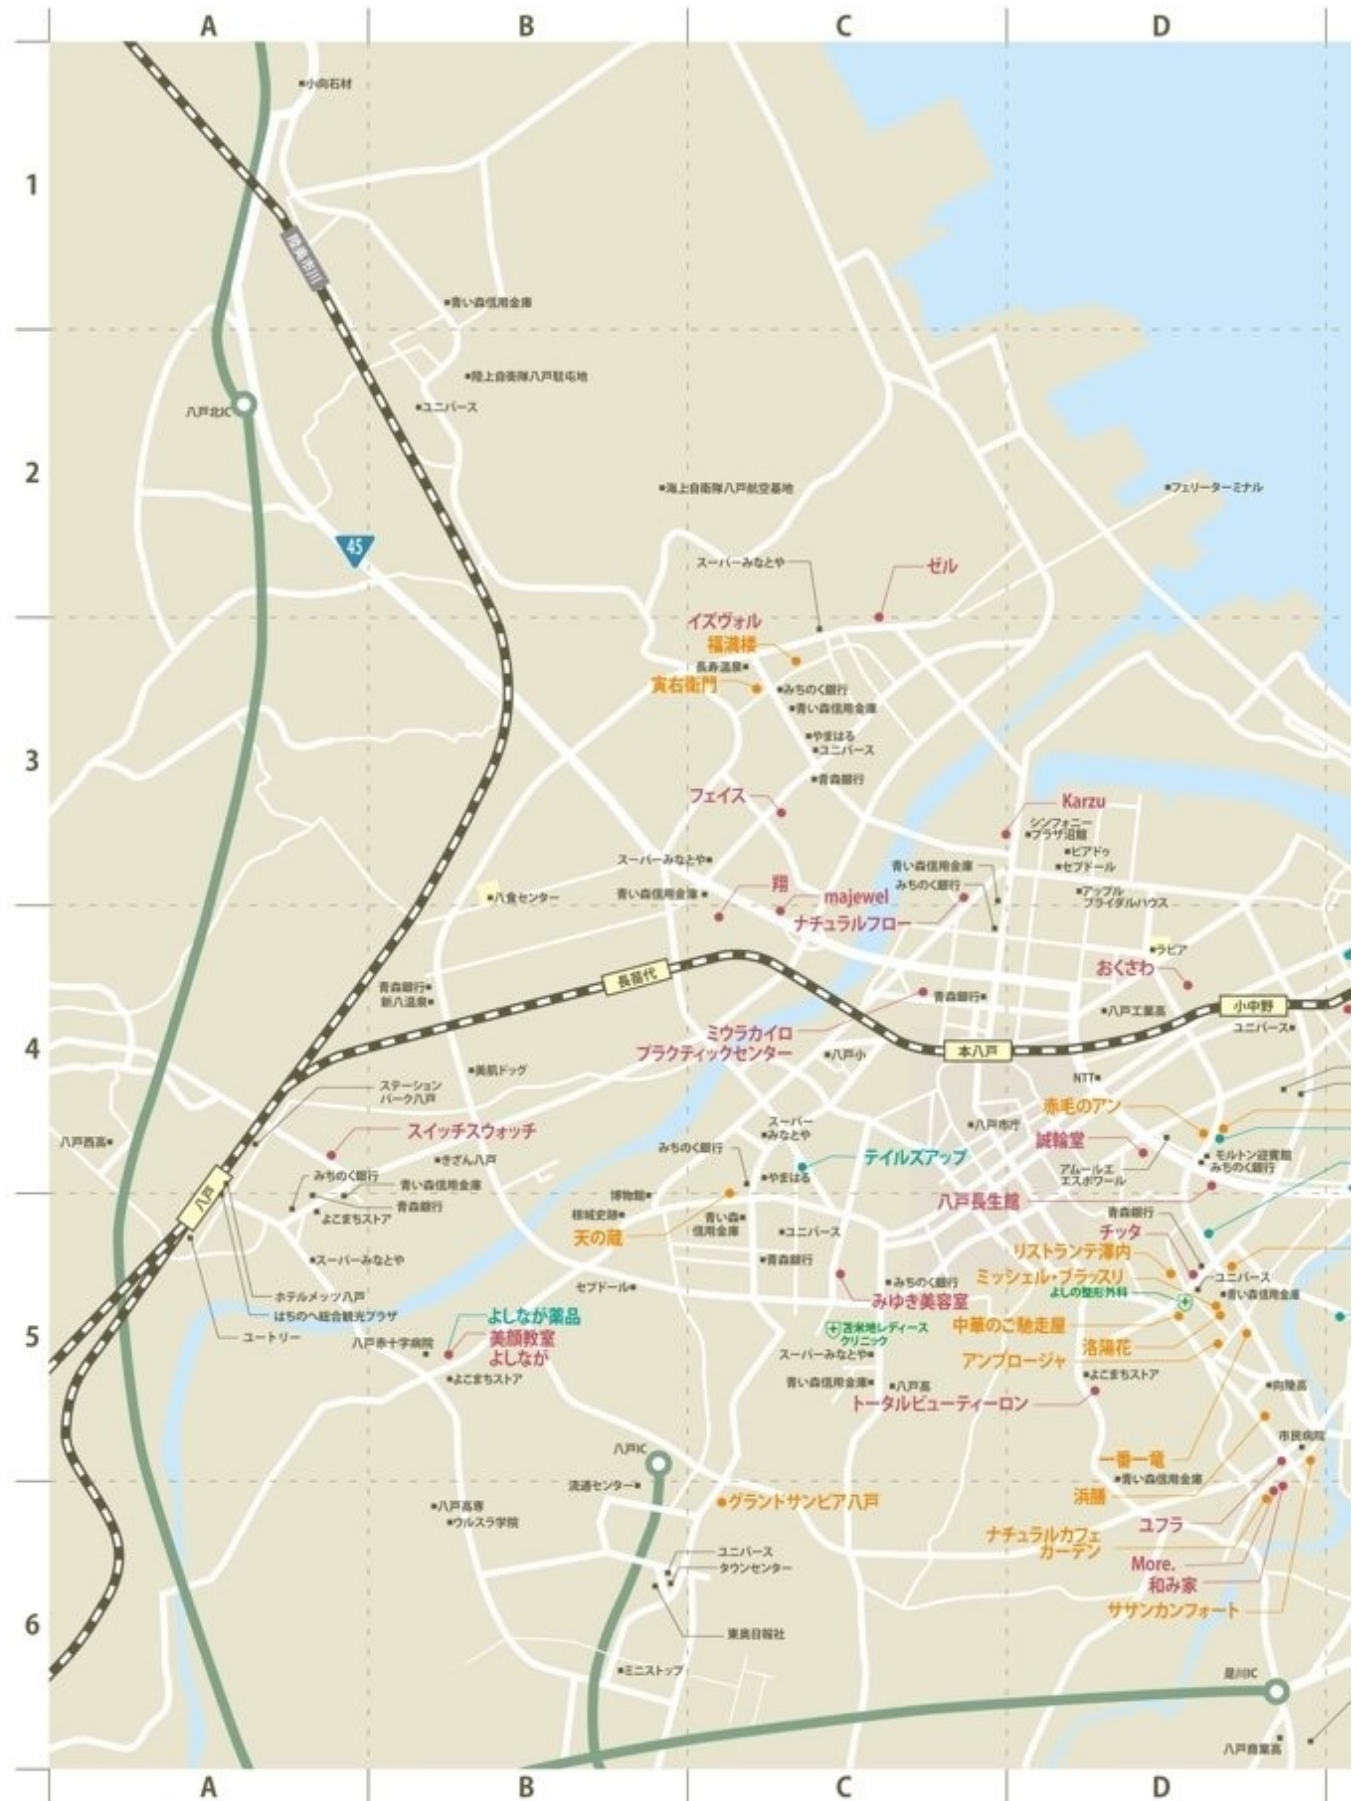 A
B
C
D
1
小向石材
陸奥市川
青い森信用金庫
陸上自衛隊八戸駐屯地
八戸北IC
ユニバース
2
海上自衛隊八戸航空基地
フェリーターミナル
45
スーパーみなとや
ゼル
イズヴォル
福満楼
長寿温泉
寅右衛門
みちのく銀行
青い森信用金庫
やまはる
ユニバース
3
青森銀行
フェイス
Karzu
シンフォニー
プラザ沼館
ピアドゥ
スーパーみなとや
青い森信用金庫
セブドール
みちのく銀行
翔
八食センター
青い森信用金庫
majewel
アップル
ブライダルハウス
ナチュラルフロー
ラピア
おくさわ
長苗代
青森銀行
新八温泉
青森銀行
八戸工業高
小中野
ユニバース
ミウラカイロ
プラクティックセンター
4
八戸小
本八戸
美肌ドッグ
NTT
ステーション
パーク八戸
赤毛のアン
スーパー
みなとや
八戸市庁
八戸西高
スイッチスウォッチ
誠輪堂
みちのく銀行
テイルズアップ
モルトン迎賓館
みちのく銀行
きざん八戸
アムールエ
エスポワール
みちのく銀行
やまはる
八戸
青い森信用金庫
博物館
八戸長生館
青森銀行
根城史跡
青い森
信用金庫
青森銀行
よこまちストア
天の蔵
ユニバース
チッタ
スーパーみなとや
青森銀行
リストランテ澤内
ミッシェル・ブラッスリ
ユニバース
セブドール
みちのく銀行
よしの整形外科
青い森信用金庫
ホテルメッツ八戸
みゆき美容室
はちのへ総合観光プラザ
よしなが薬品
中華のご馳走屋
5
ユートリー
美顔教室
よしなが
苫米地レディース
クリニック
洛陽花
八戸赤十字病院
スーパーみなとや
アンブロージャ
よこまちストア
よこまちストア
青い森信用金庫
八戸高
向陵高
トータルビューティーロン
市民病院
八戸IC
一番一竜
流通センター
青い森信用金庫
浜膳
グランドサンピア八戸
八戸高専
ウルスラ学院
ユフラ
ナチュラルカフェ
カーデン
ユニバース
タウンセンター
More.
和み家
サザンカンフォート
6
東奥日報社
ミニストップ
是川IC
八戸商業高
A
B
C
D